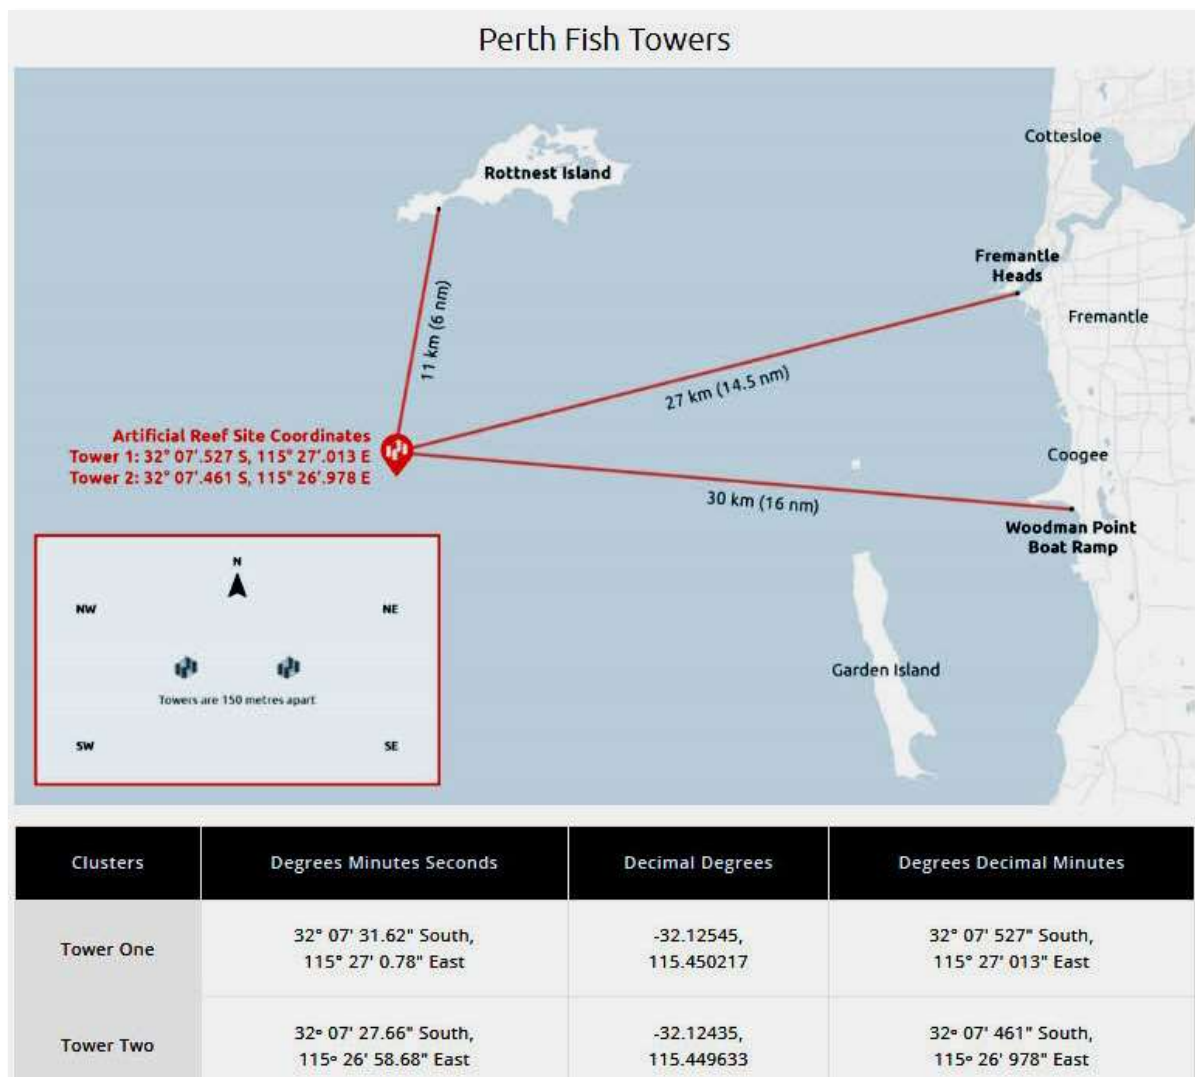 Perth Fish Towers
Cottesloe
Rottnest Island
Fremantle
Heads
Fremantle
11 km (6 nm)
27 km (14.5 nm)
Artificial Reef Site Coordinates
Tower 1: 32° 07'.527 S, 115° 27'.013 E
Tower 2: 32° 07'.461 S, 115° 26'.978 E
Coogee
30 km (16 nm)
Woodman Point
Boat Ramp
N
NW
NE
Towers are 150 metres apart
SW
SE
Garden Island
Clusters
Degrees Minutes Seconds
Decimal Degrees
Degrees Decimal Minutes
Tower One
32° 07' 31.62" South,
115° 27' 0.78" East
-32.12545,
115.450217
32° 07' 527" South,
115° 27' 013" East
Tower Two
32º 07' 27.66" South,
115º 26' 58.68" East
-32.12435,
115.449633
32º 07' 461" South,
115º 26' 978" East